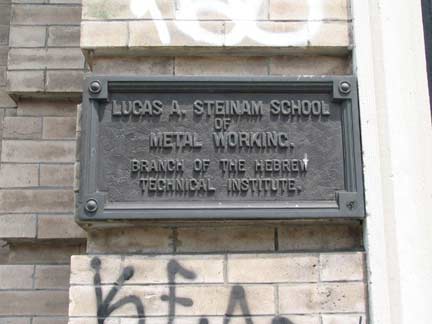 LUCAS A. STEINAM SCHOOL
OF
METAL WORKING.
BRANCH OF THE HEBREW
TECHNICAL INSTITUTE.